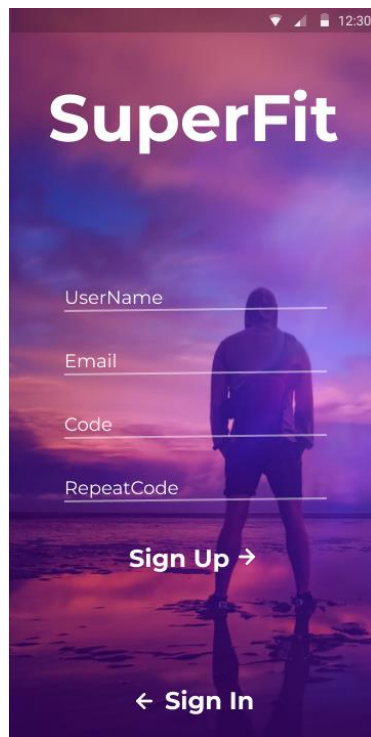 12:30
SuperFit
UserName
Email
Code
RepeatCode
Sign Up →
← Sign In